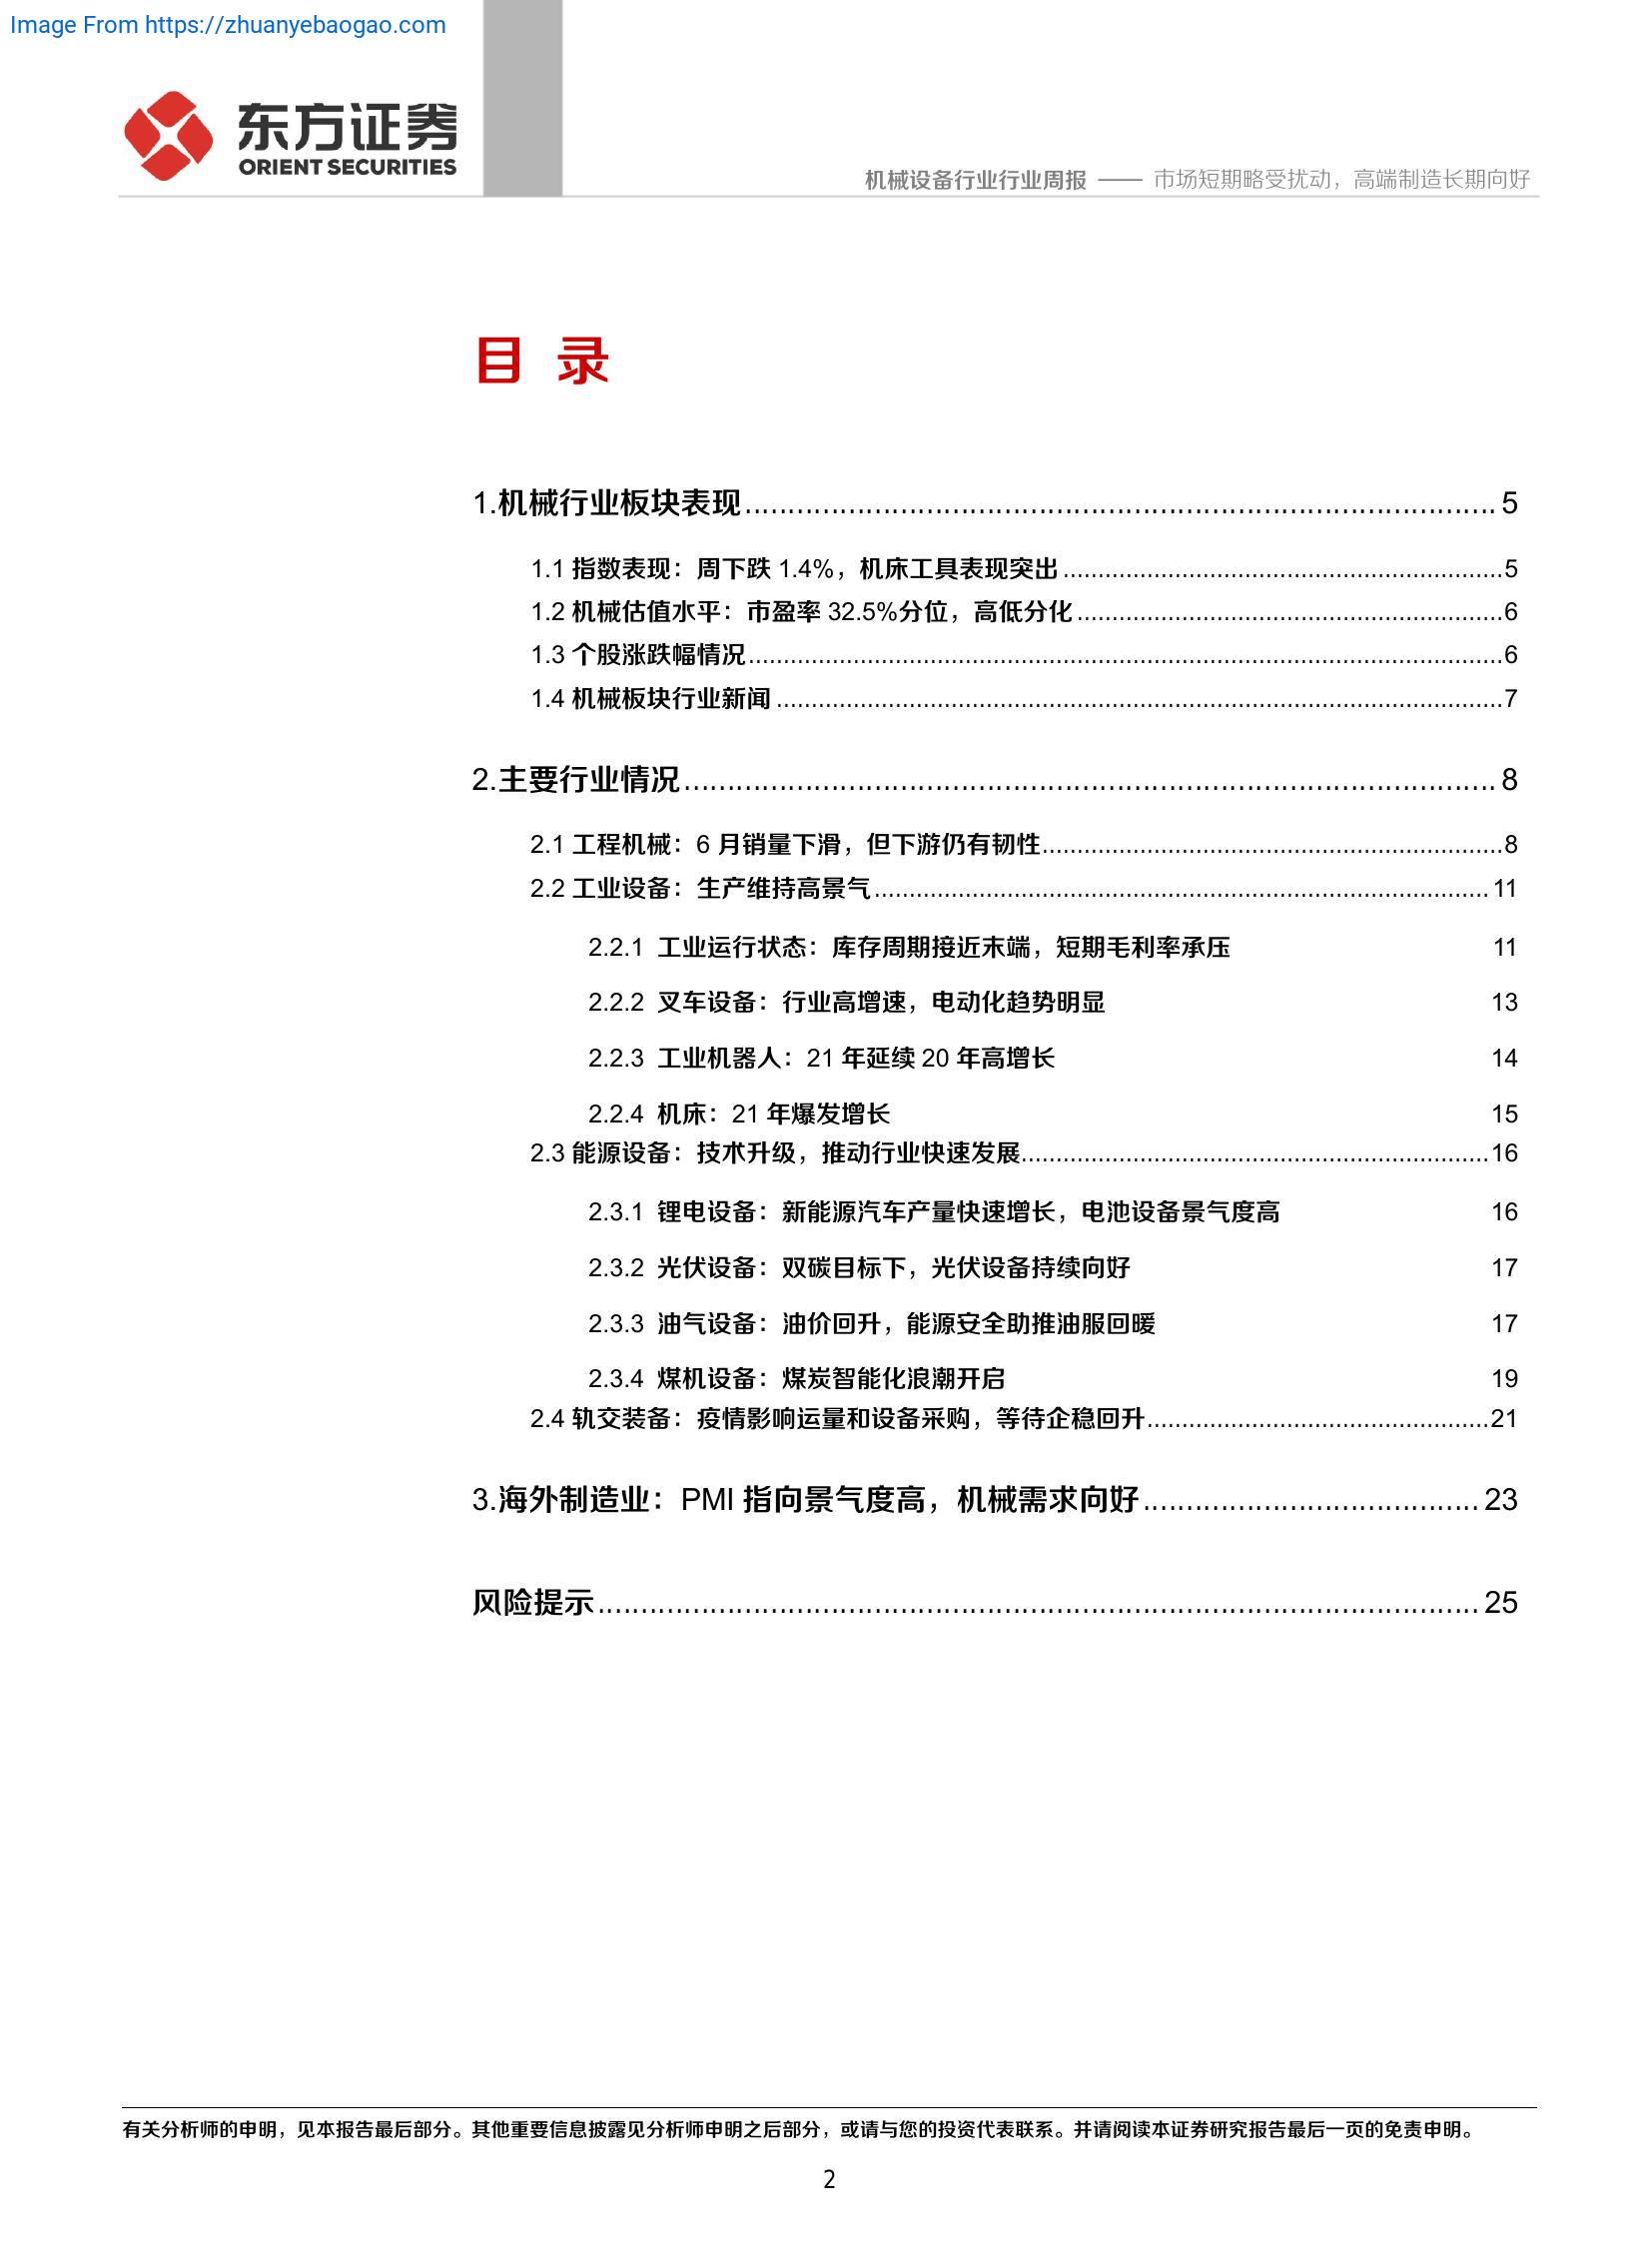 Image From https://zhuanyebaogao.com
东方证券
ORIENT SECURITIES
机械设备行业行业周报 —— 市场短期略受扰动，高端制造长期向好
目 录
1.机械行业板块表现 5
1.1 指数表现：周下跌 1.4%，机床工具表现突出 5
1.2 机械估值水平：市盈率 32.5%分位，高低分化 6
1.3 个股涨跌幅情况 6
1.4 机械板块行业新闻 7
2.主要行业情况 8
2.1 工程机械：6 月销量下滑，但下游仍有韧性 8
2.2 工业设备：生产维持高景气 11
2.2.1 工业运行状态：库存周期接近末端，短期毛利率承压 11
2.2.2 叉车设备：行业高增速，电动化趋势明显 13
2.2.3 工业机器人：21 年延续 20 年高增长 14
2.2.4 机床：21 年爆发增长 15
2.3 能源设备：技术升级，推动行业快速发展 16
2.3.1 锂电设备：新能源汽车产量快速增长，电池设备景气度高 16
2.3.2 光伏设备：双碳目标下，光伏设备持续向好 17
2.3.3 油气设备：油价回升，能源安全助推油服回暖 17
2.3.4 煤机设备：煤炭智能化浪潮开启 19
2.4 轨交装备：疫情影响运量和设备采购，等待企稳回升 21
3.海外制造业：PMI 指向景气度高，机械需求向好 23
风险提示 25
有关分析师的申明，见本报告最后部分。其他重要信息披露见分析师申明之后部分，或请与您的投资代表联系。并请阅读本证券研究报告最后一页的免责申明。
2